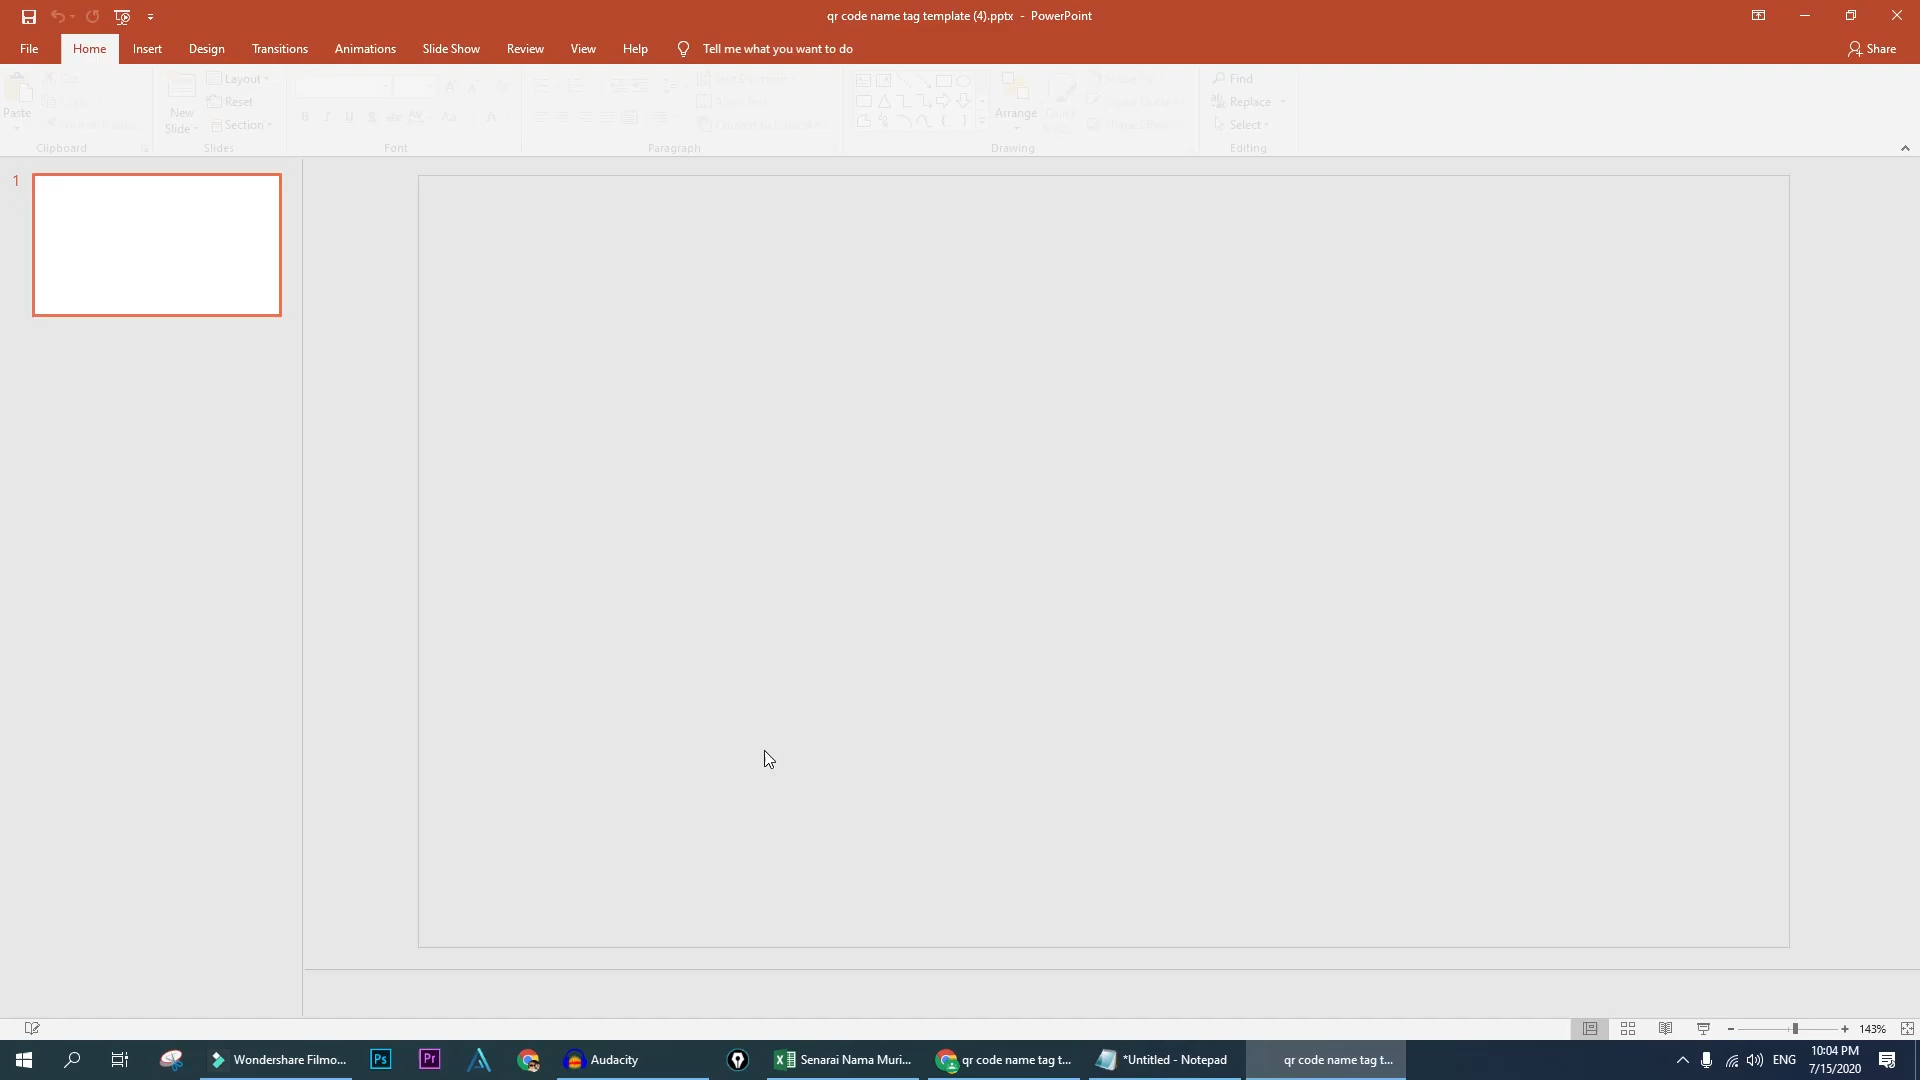 qr code name tag template (4).pptx - PowerPoint
File Home Insert Design Transitions Animations Slide Show Review View Help Tell me what you want to do Share
Paste
Cut
New Slide
Layout
Reset
Section
Arrange
Find
Replace
Select
Clipboard Slides Font Paragraph Drawing Editing
1
143%
Wondershare Filmo... Ps Pr Audacity Senarai Nama Muri... qr code name tag t... *Untitled - Notepad qr code name tag t... ENG
10:04 PM
7/15/2020